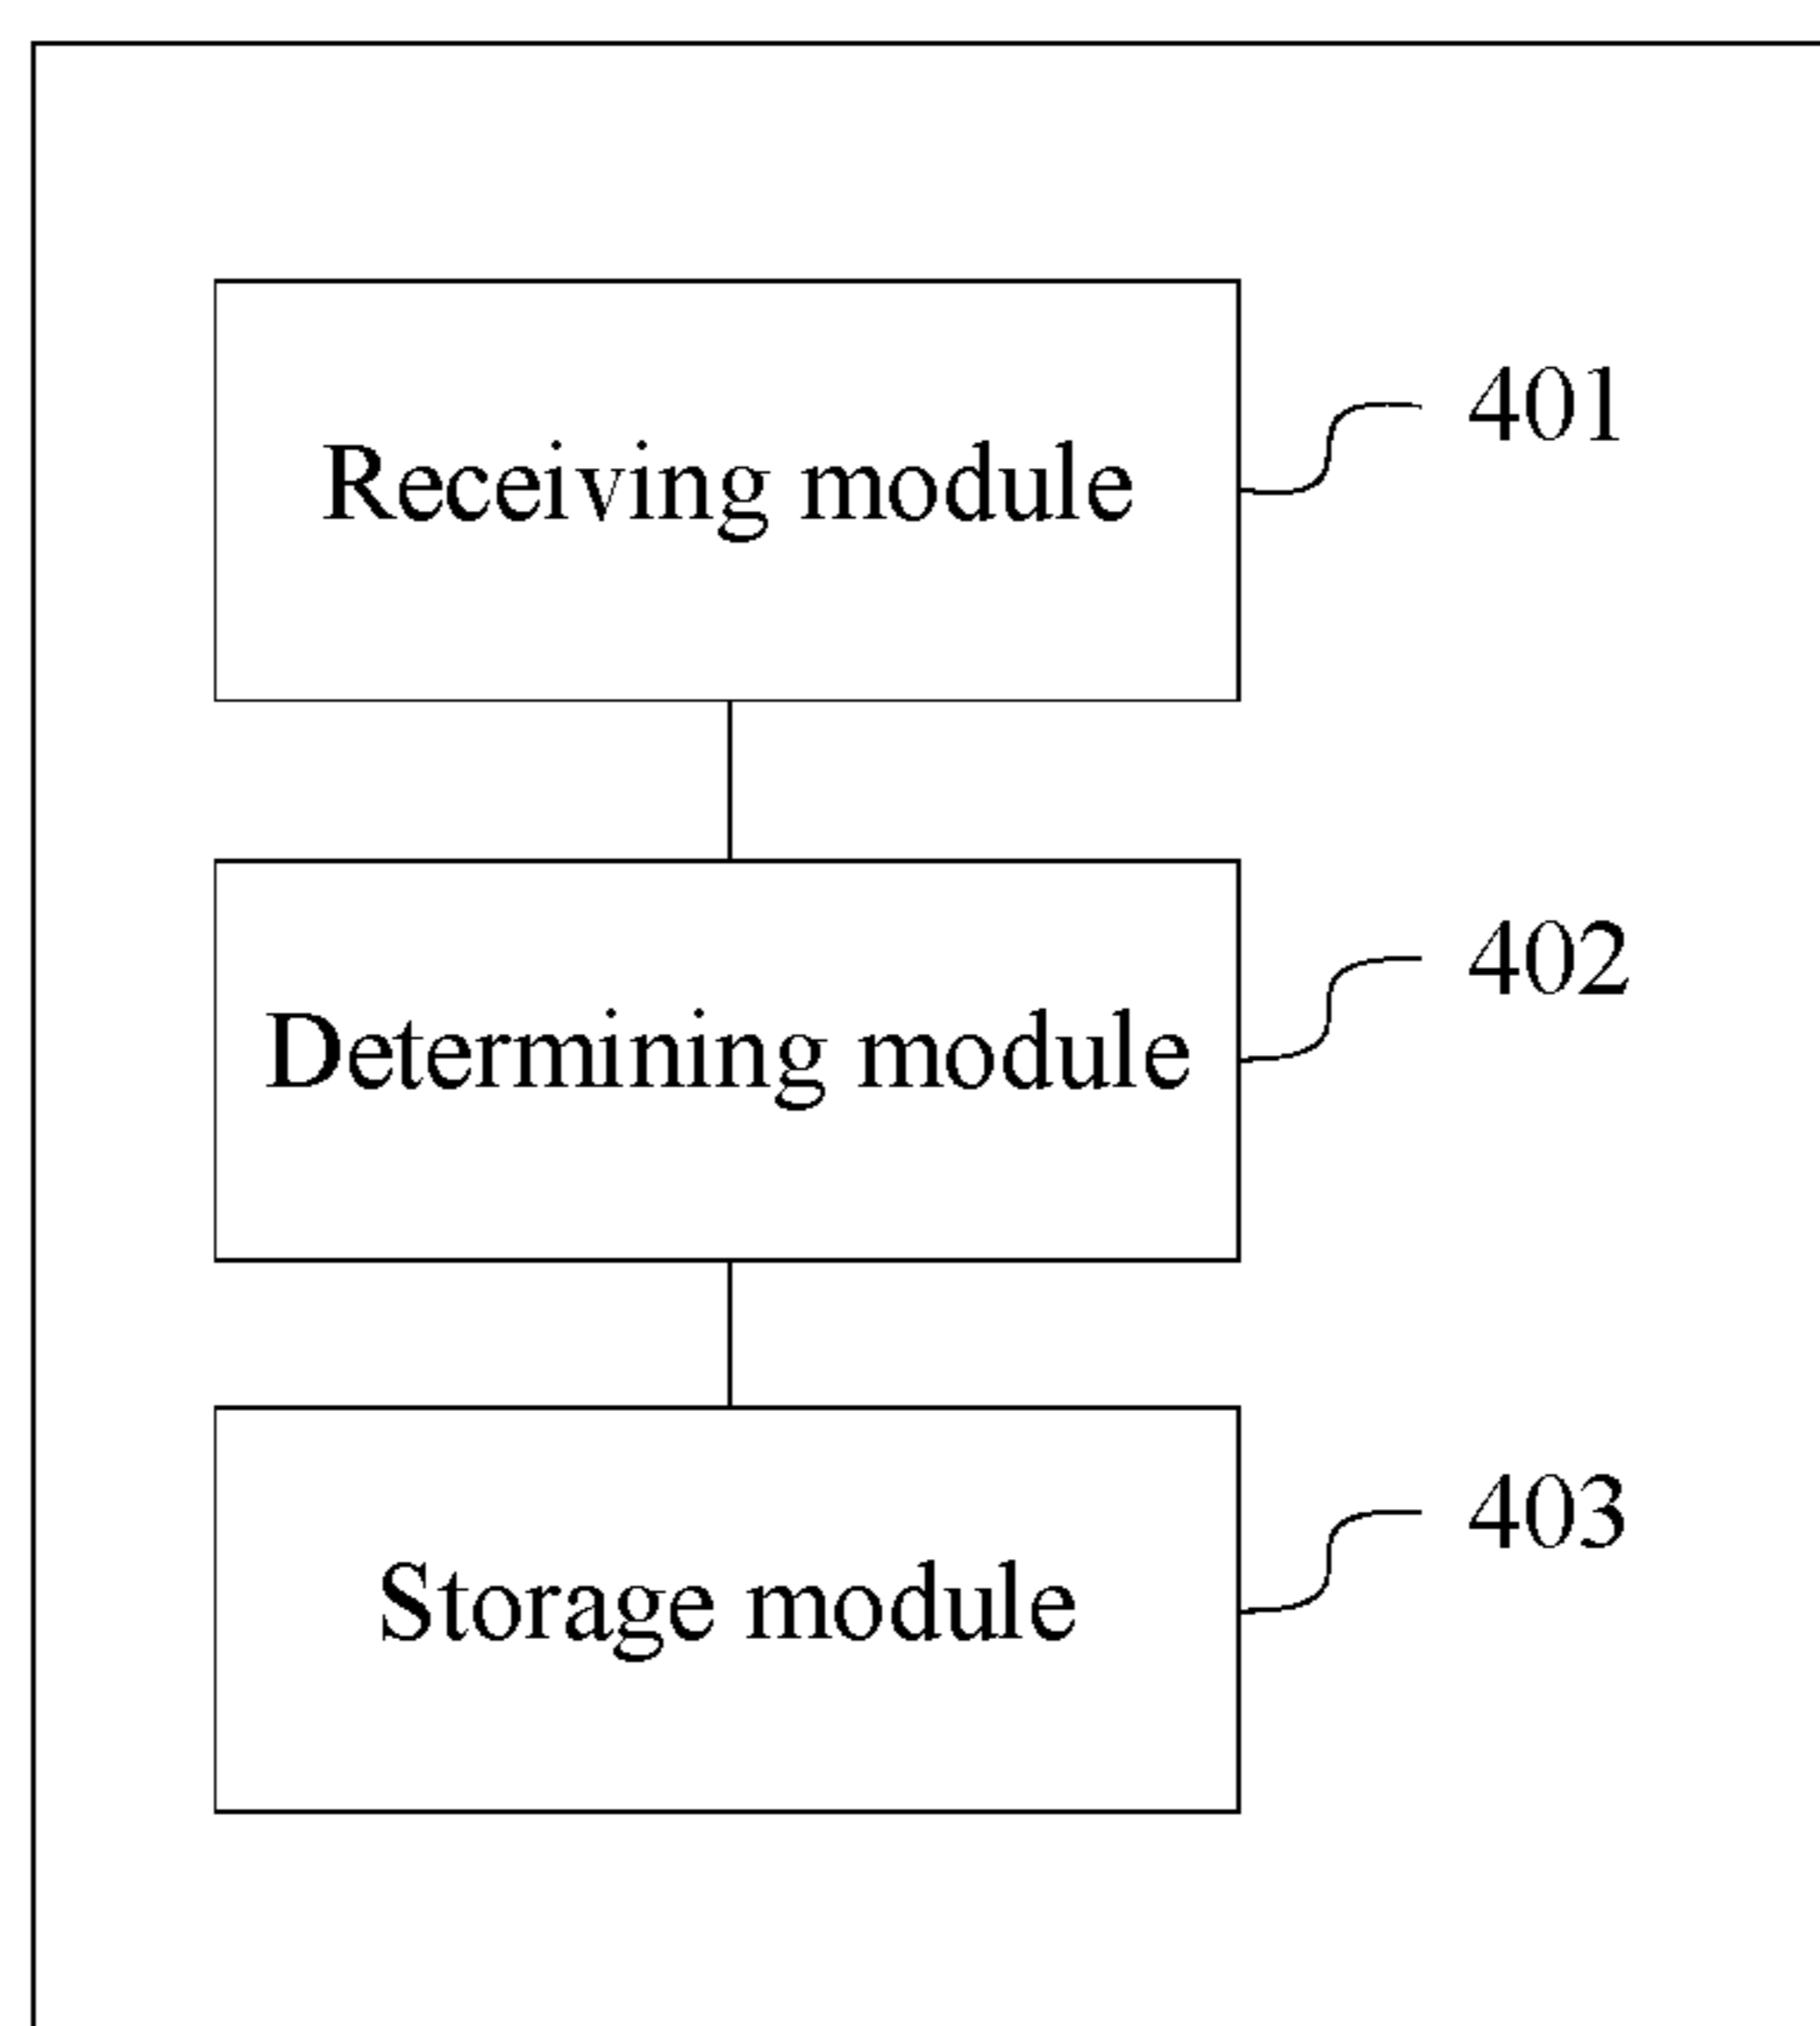 Receiving module
401
Determining module
402
Storage module
403